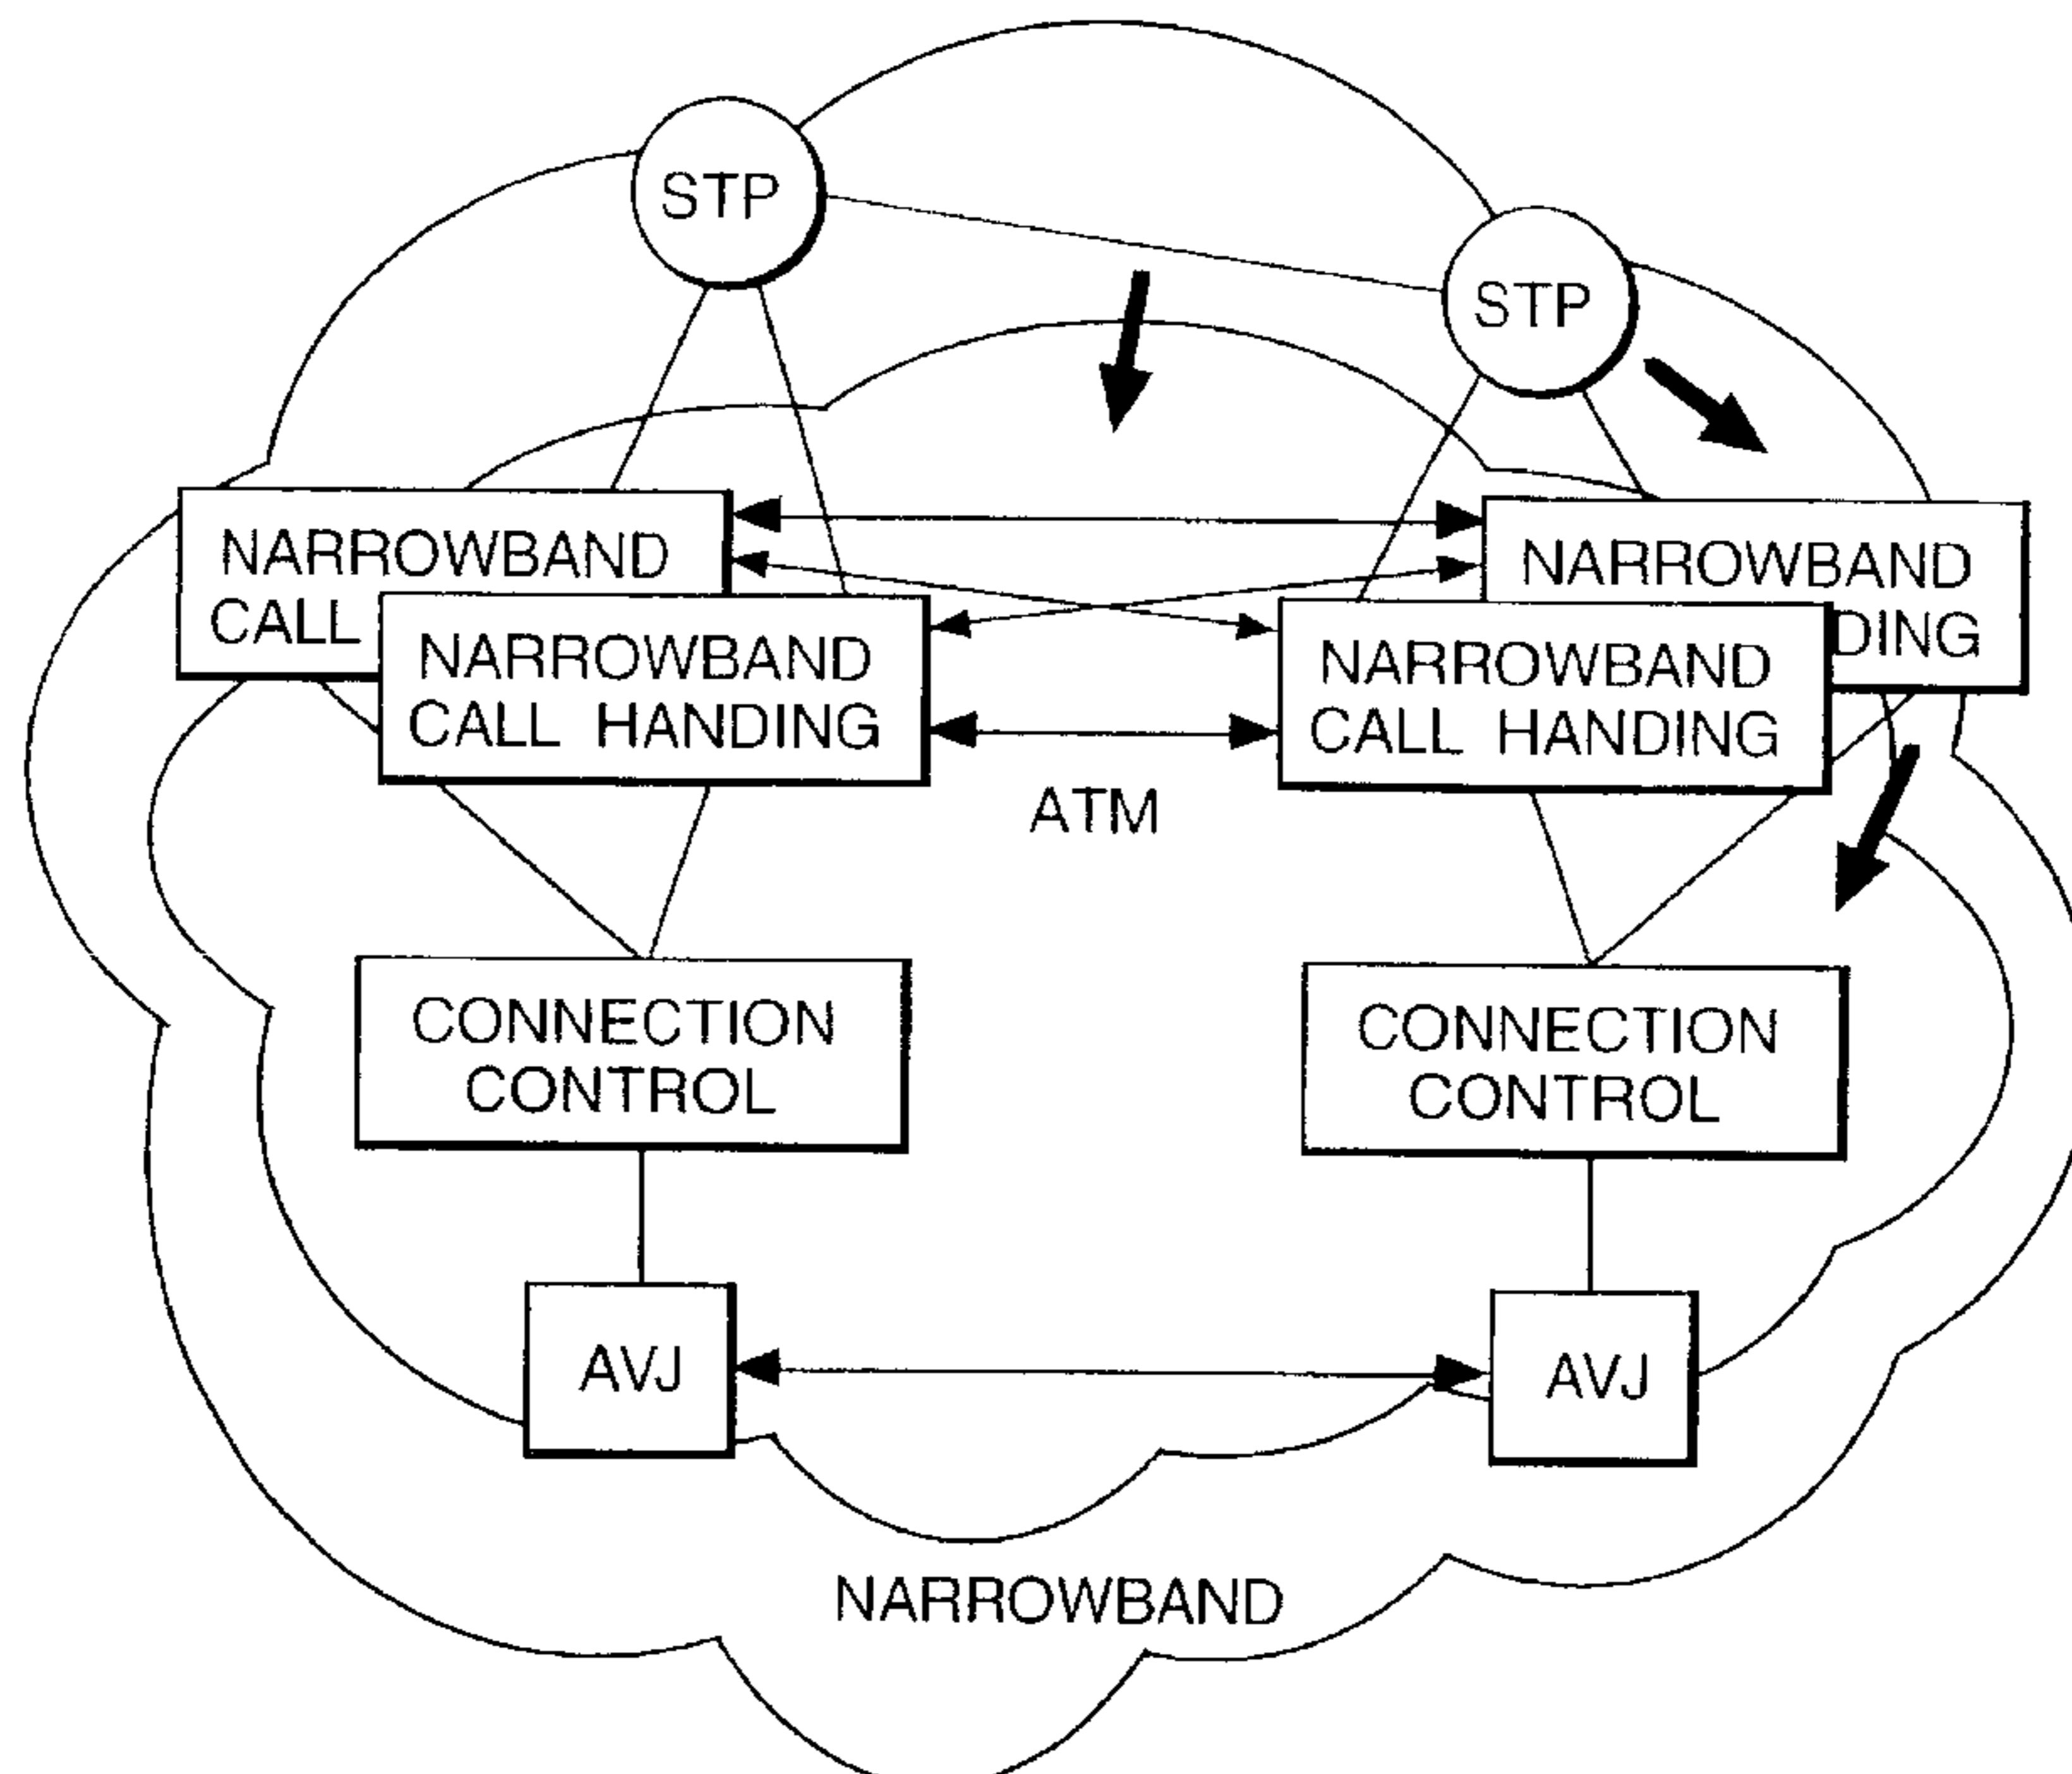 STP
STP
NARROWBAND
CALL
NARROWBAND
CALL HANDING
NARROWBAND
DING
NARROWBAND
CALL HANDING
ATM
CONNECTION
CONTROL
CONNECTION
CONTROL
AVJ
AVJ
NARROWBAND